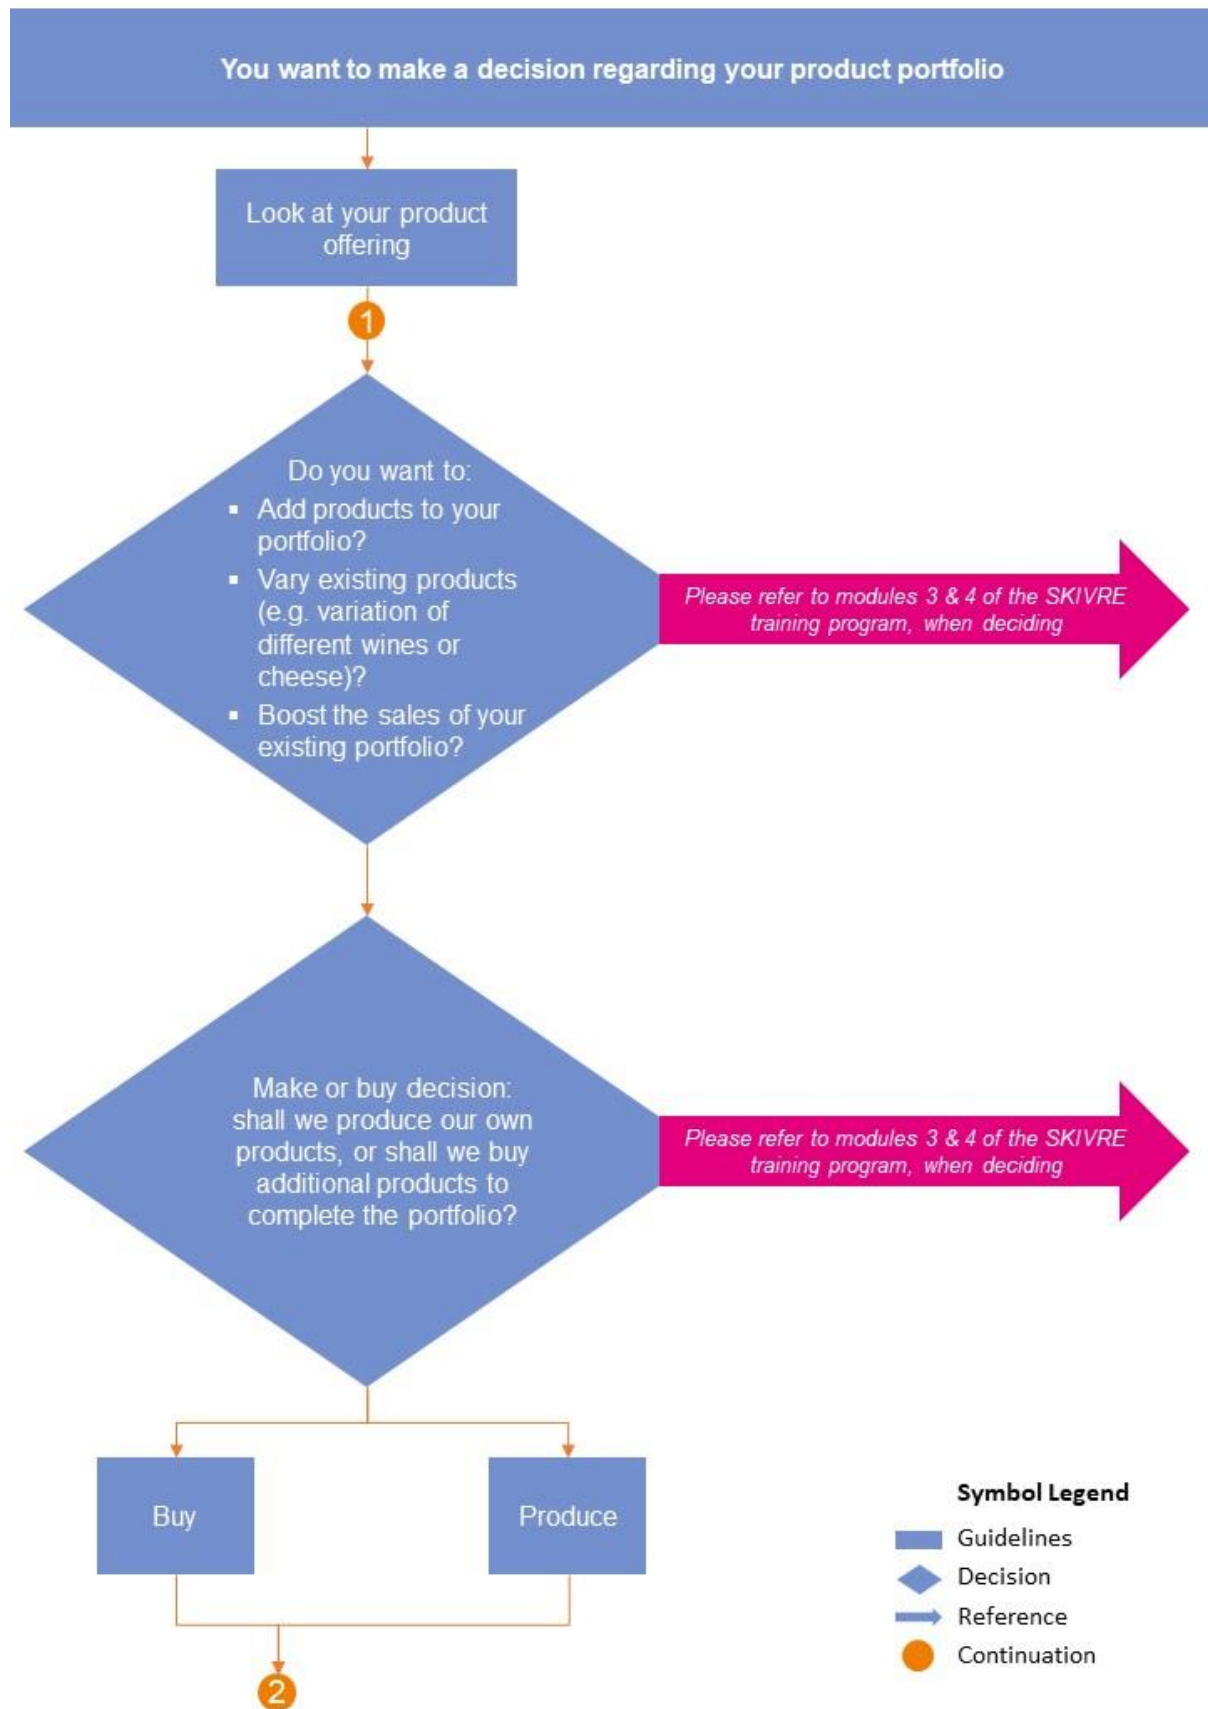 You want to make a decision regarding your product portfolio
Look at your product
offering
1
Do you want to:
▪ Add products to your
portfolio?
▪ Vary existing products
(e.g. variation of
different wines or
cheese)?
▪ Boost the sales of your
existing portfolio?
Please refer to modules 3 & 4 of the SKIVRE
training program, when deciding
Make or buy decision:
shall we produce our own
products, or shall we buy
additional products to
complete the portfolio?
Please refer to modules 3 & 4 of the SKIVRE
training program, when deciding
Buy
Produce
2
Symbol Legend
Guidelines
Decision
Reference
Continuation